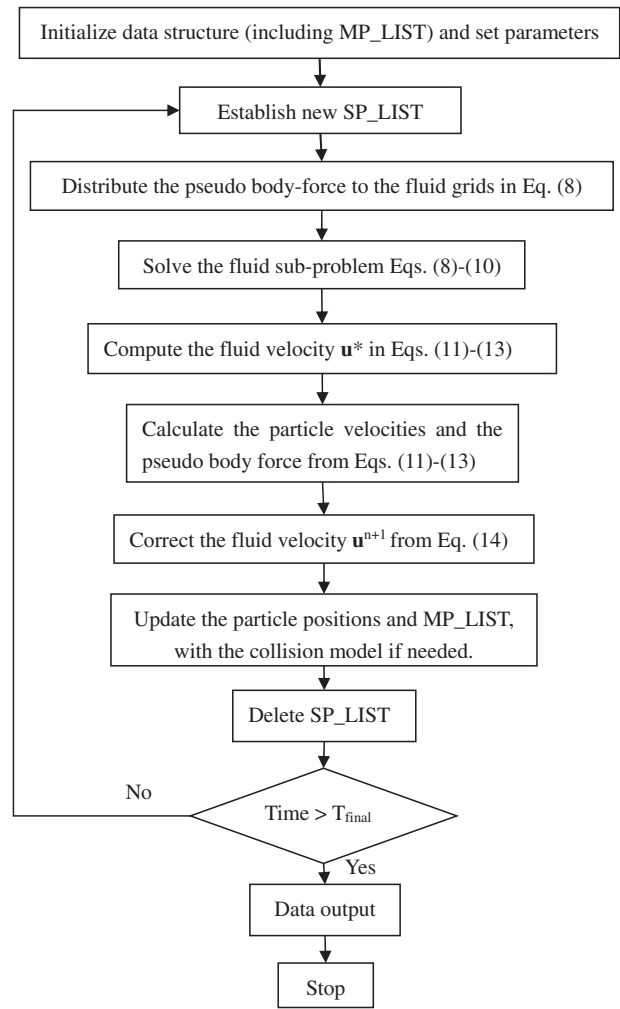 Initialize data structure (including MP_LIST) and set parameters
Establish new SP_LIST
Distribute the pseudo body-force to the fluid grids in Eq. (8)
Solve the fluid sub-problem Eqs. (8)-(10)
Compute the fluid velocity u* in Eqs. (11)-(13)
Calculate the particle velocities and the
pseudo body force from Eqs. (11)-(13)
Correct the fluid velocity uⁿ⁺¹ from Eq. (14)
Update the particle positions and MP_LIST,
with the collision model if needed.
Delete SP_LIST
No
Time > Tfinal
Yes
Data output
Stop